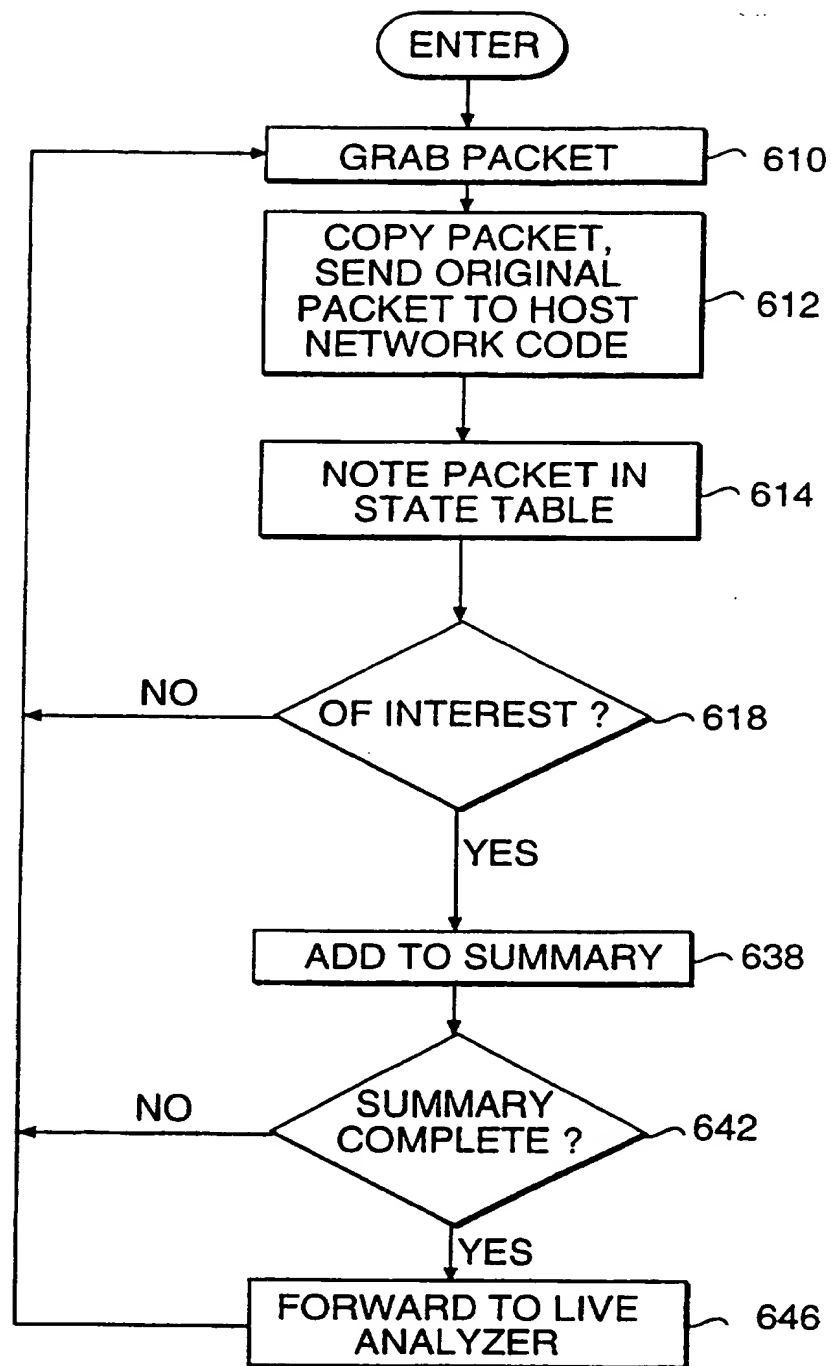 ENTER
GRAB PACKET
610
COPY PACKET,
SEND ORIGINAL
PACKET TO HOST
NETWORK CODE
612
NOTE PACKET IN
STATE TABLE
614
NO
OF INTEREST ?
618
YES
ADD TO SUMMARY
638
NO
SUMMARY
COMPLETE ?
642
YES
FORWARD TO LIVE
ANALYZER
646